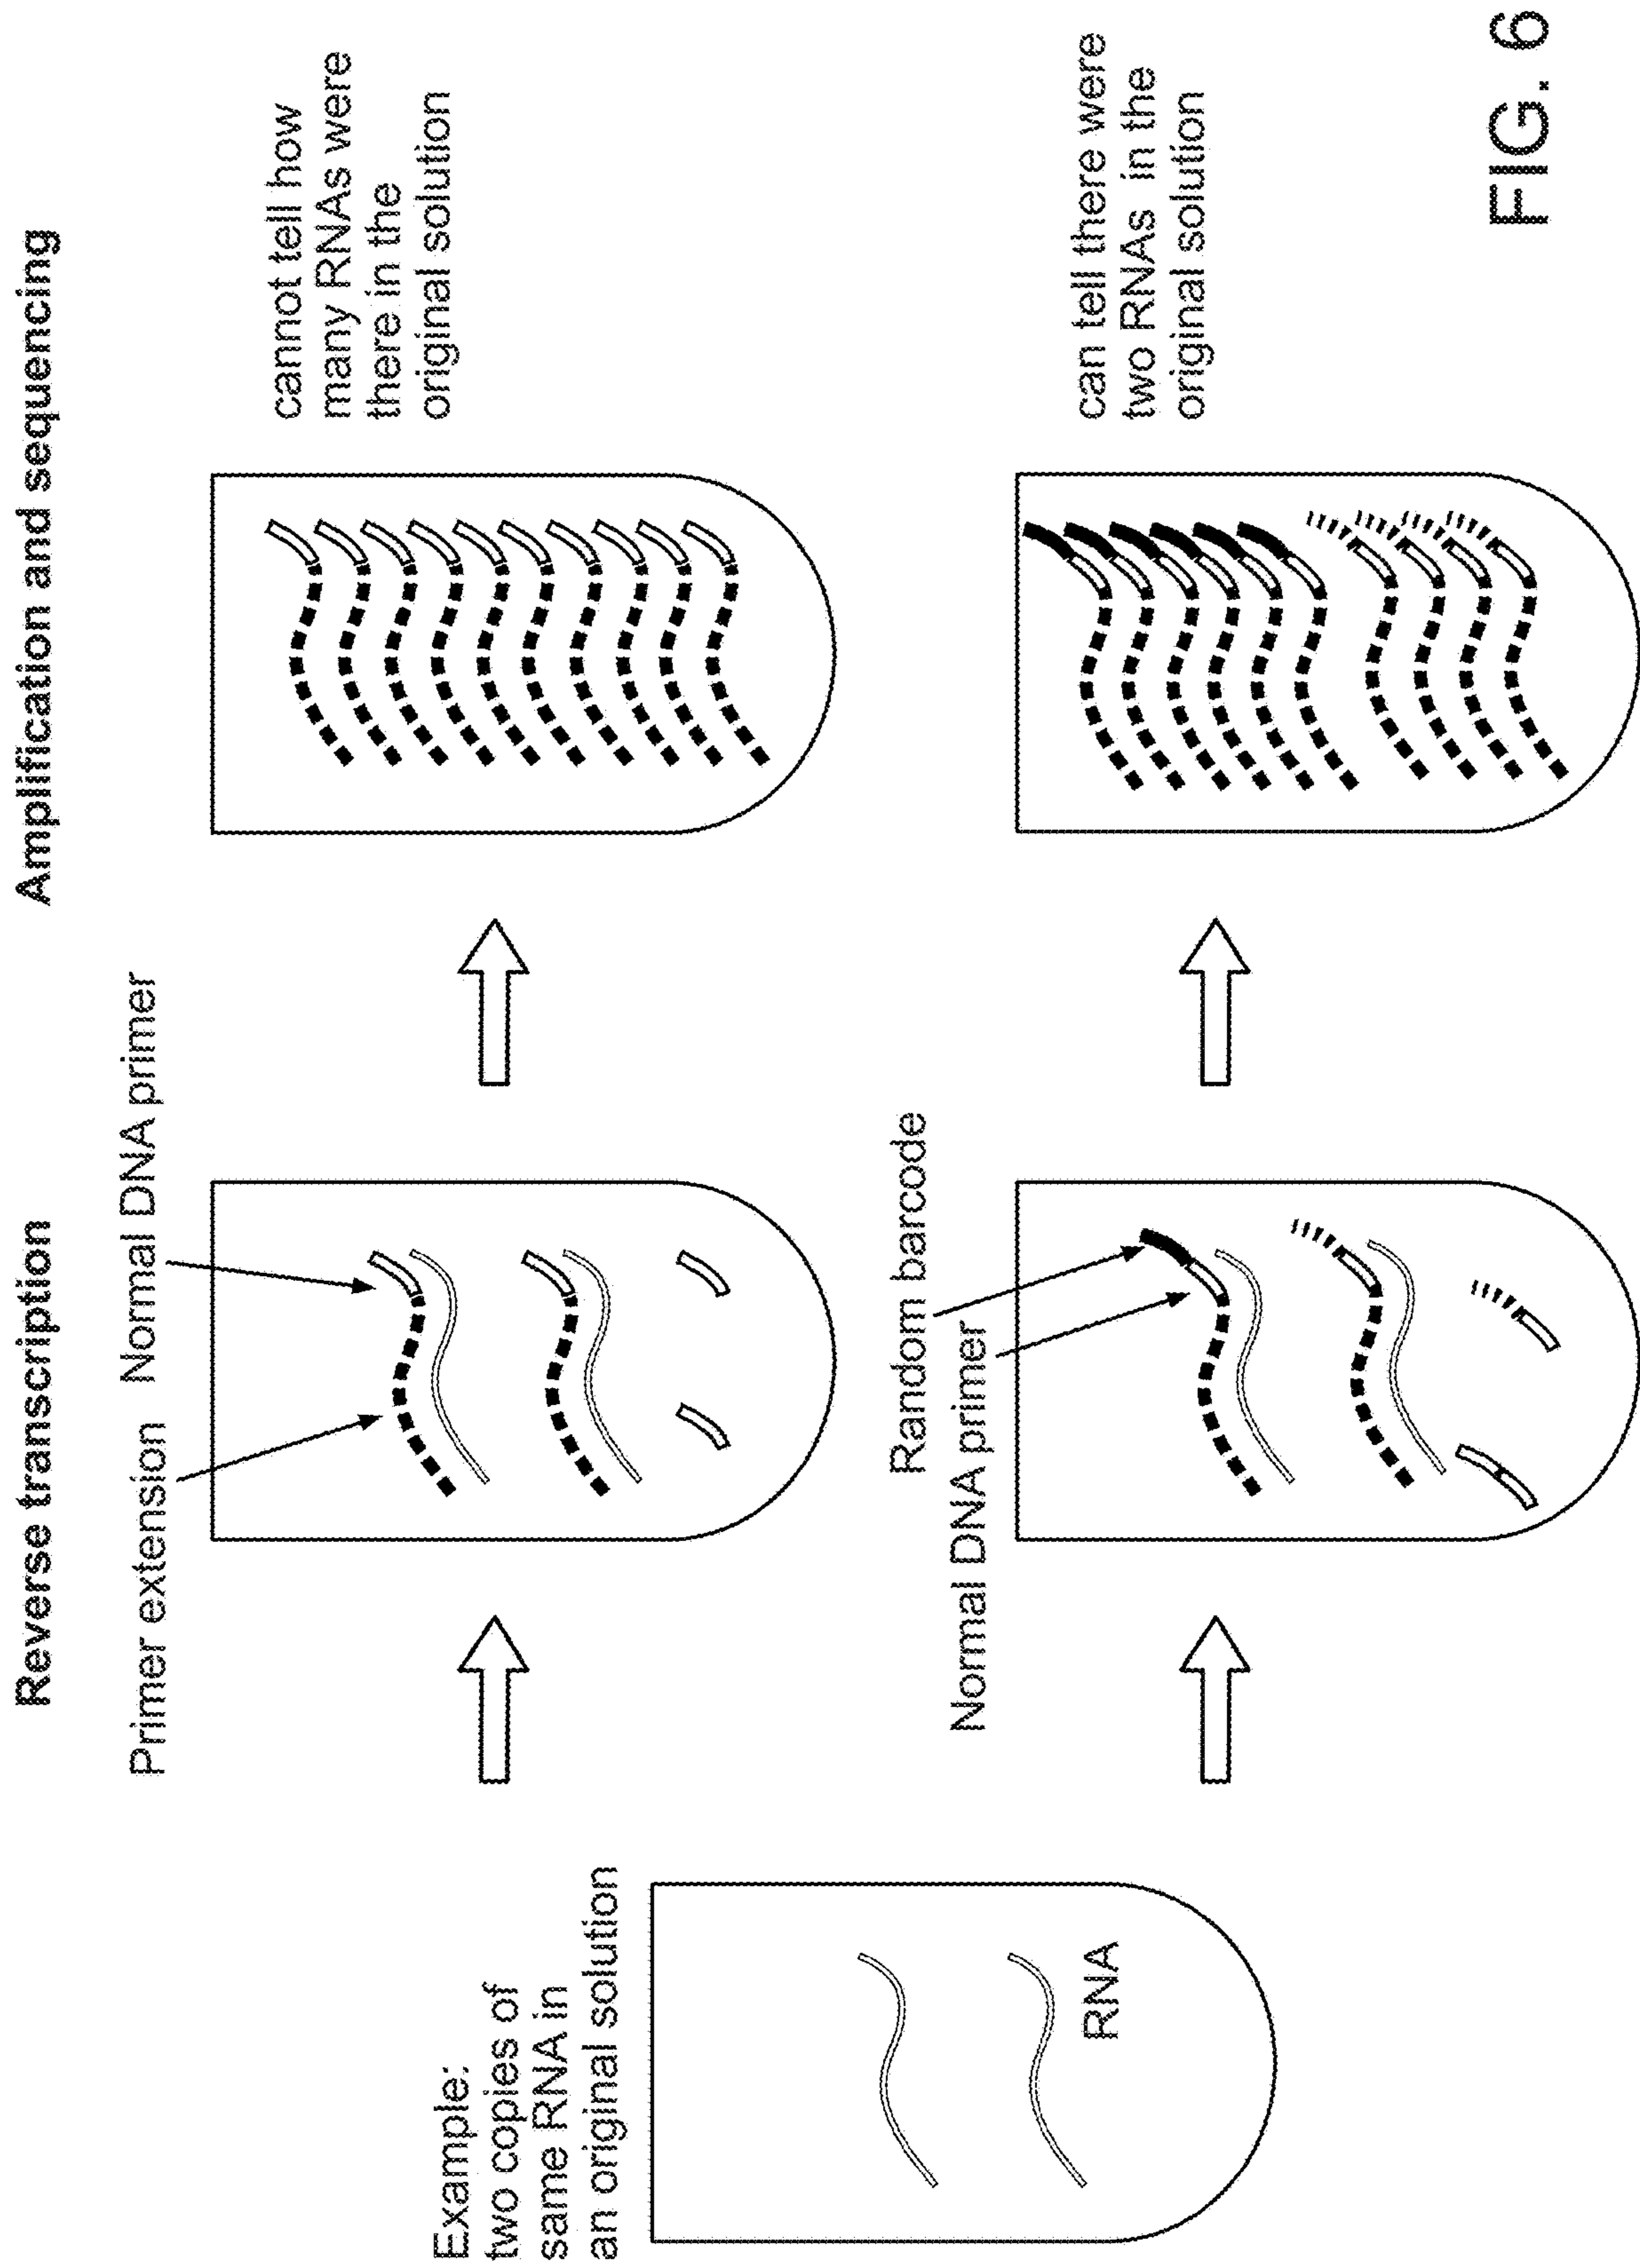 Reverse transcription
Amplification and sequencing
Example:
two copies of
same RNA in
an original solution
RNA
Primer extension
Normal DNA primer
cannot tell how
many RNAs were
there in the
original solution
Random barcode
Normal DNA primer
can tell there were
two RNAs in the
original solution
FIG. 6